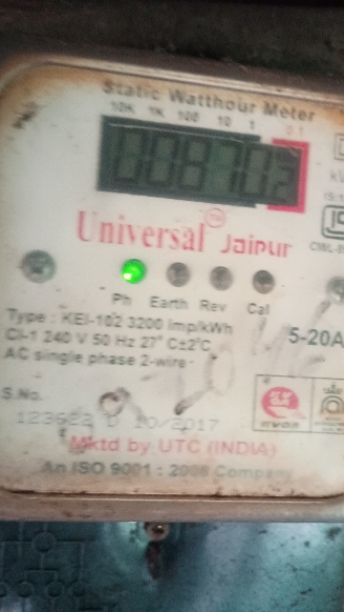 Static Watthour Meter
10K 1K 100 10 1 0.1
Universal Jaipur
Ph Earth Rev Cal
Type : KEI-102 3200 Imp/kWh
Cl-1 240 V 50 Hz 27°C±2°C
5-20A
AC single phase 2-wire
S.No.
10/2017
Mktd by UTC (INDIA)
An ISO 9001 : 2008 Company